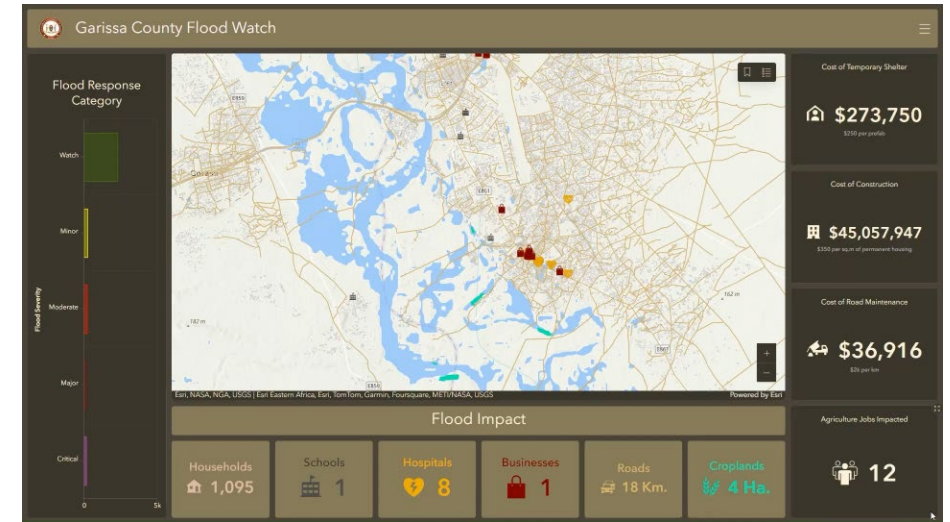 Garissa County Flood Watch
Flood Response
Category
Watch
Minor
Moderate
Major
Critical
Flood Severity
0
5k
E861
182 m
162 m
Esri, NASA, NGA, USGS | Esri Eastern Africa, Esri, TomTom, Garmin, Foursquare, METI/NASA, USGS
Powered by Esri
Flood Impact
Households
1,095
Schools
1
Hospitals
8
Businesses
1
Roads
18 Km.
Croplands
4 Ha.
Cost of Temporary Shelter
$273,750
$250 per prefab
Cost of Construction
$45,057,947
$350 per sq.m of permanent housing
Cost of Road Maintenance
$36,916
$2k per km
Agriculture Jobs Impacted
12